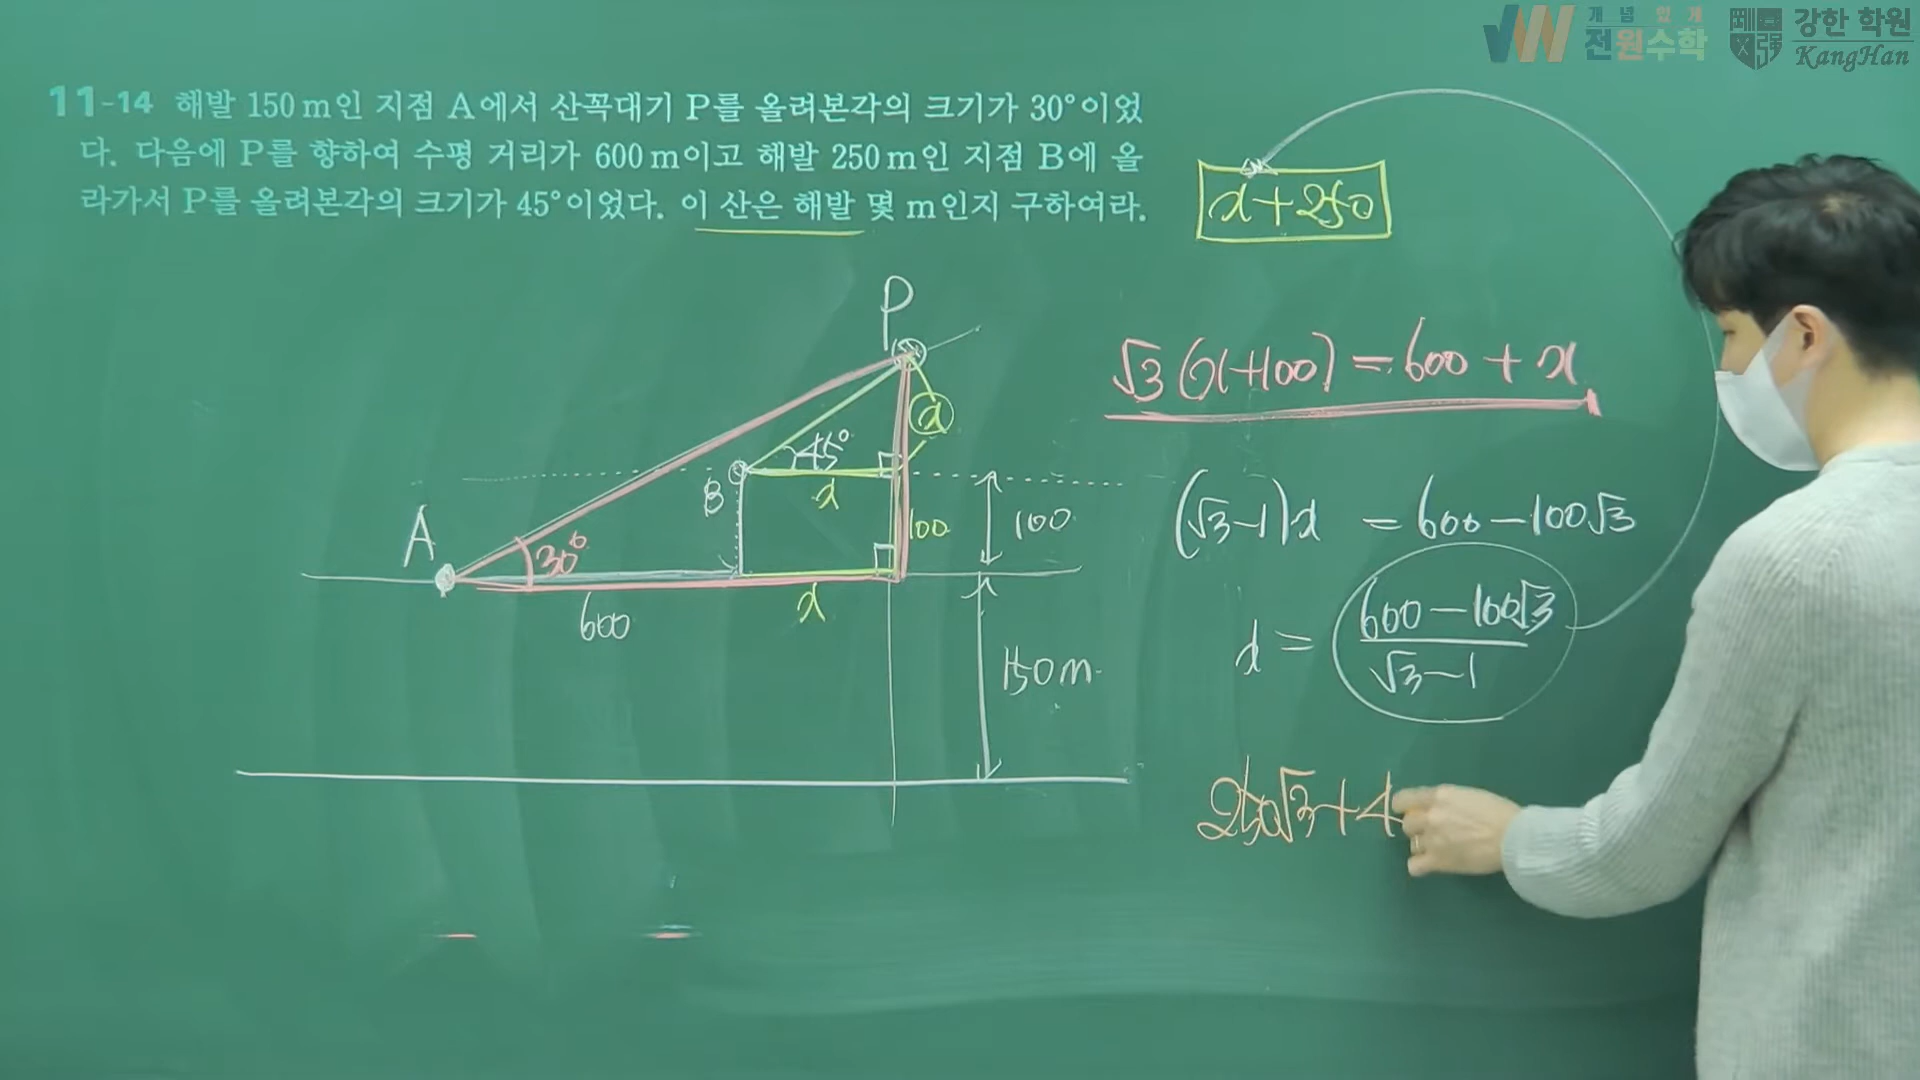 개념있게
전원수학
강한 학원
KangHan
11-14 해발 150 m인 지점 A에서 산꼭대기 P를 올려본각의 크기가 30°이었
다. 다음에 P를 향하여 수평 거리가 600 m이고 해발 250 m인 지점 B에 올
라가서 P를 올려본각의 크기가 45°이었다. 이 산은 해발 몇 m인지 구하여라.
x+250
P
√3(x+100)=600+x
x
45°
B
x
100
100
(√3-1)x = 600-100√3
A
30°
600
x
x = (600-100√3)/(√3-1)
150m
250√3+4